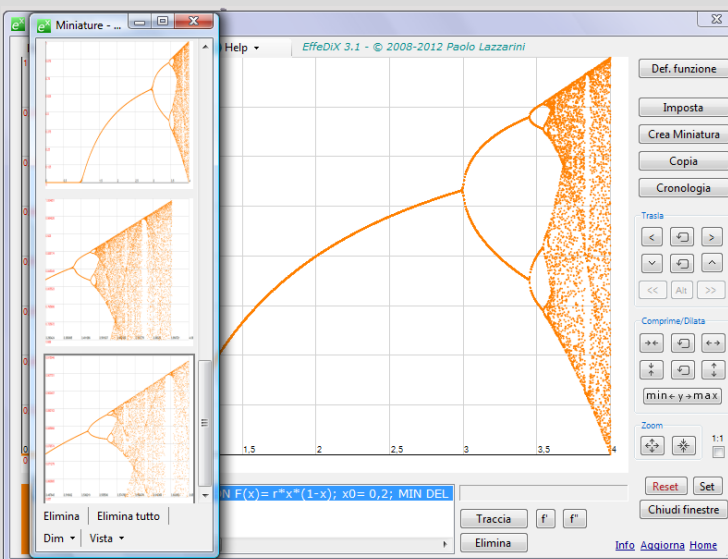 Miniature - ...
Help
EffeDiX 3.1 - © 2008-2012 Paolo Lazzarini
Def. funzione
Imposta
Crea Miniatura
Copia
Cronologia
Trasla
< >
<< Alt >>
Comprime/Dilata
min← y →max
Zoom
1:1
Reset Set
Chiudi finestre
1,5 2 2,5 3 3,5 4
F(x)= r*x*(1-x); x0= 0,2; MIN DEL
Traccia f' f"
Elimina
Info Aggiorna Home
Elimina Elimina tutto
Dim Vista